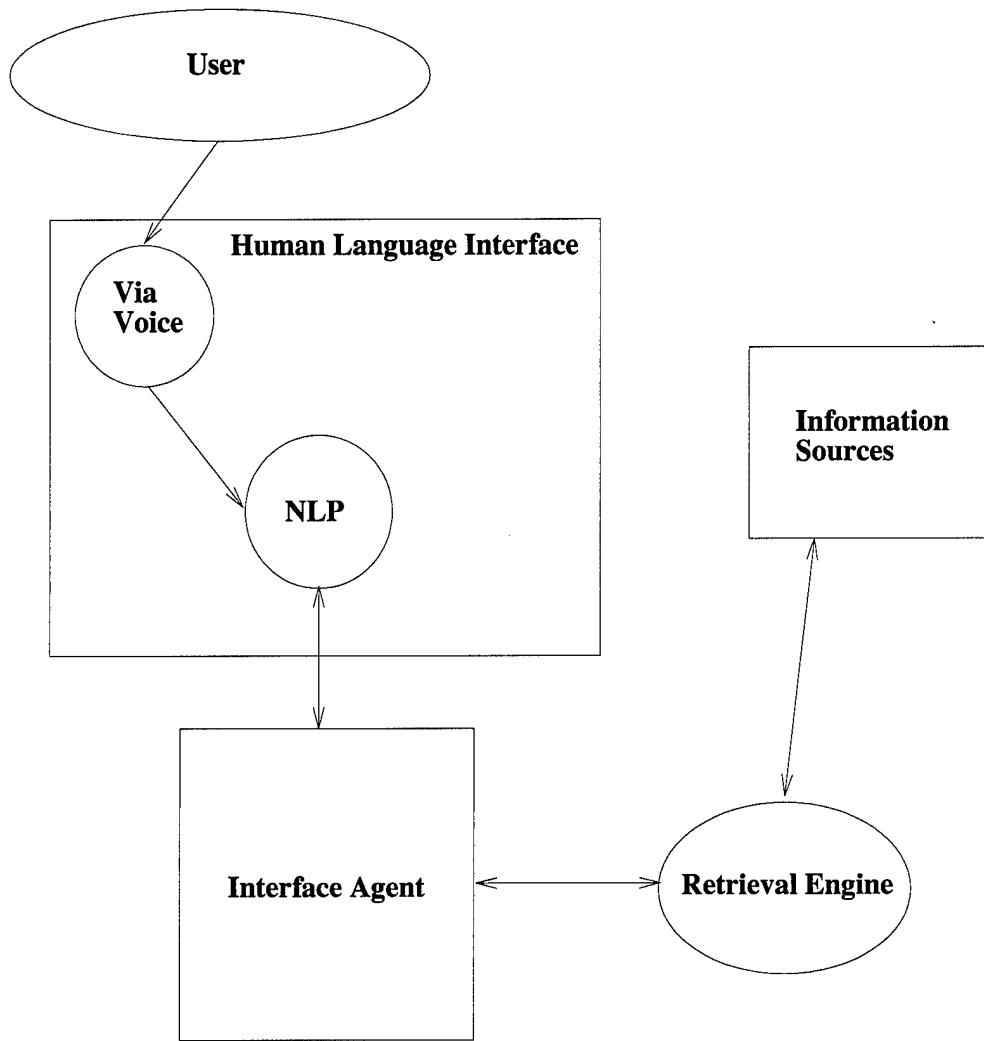 User
Human Language Interface
Via
Voice
NLP
Information
Sources
Interface Agent
Retrieval Engine